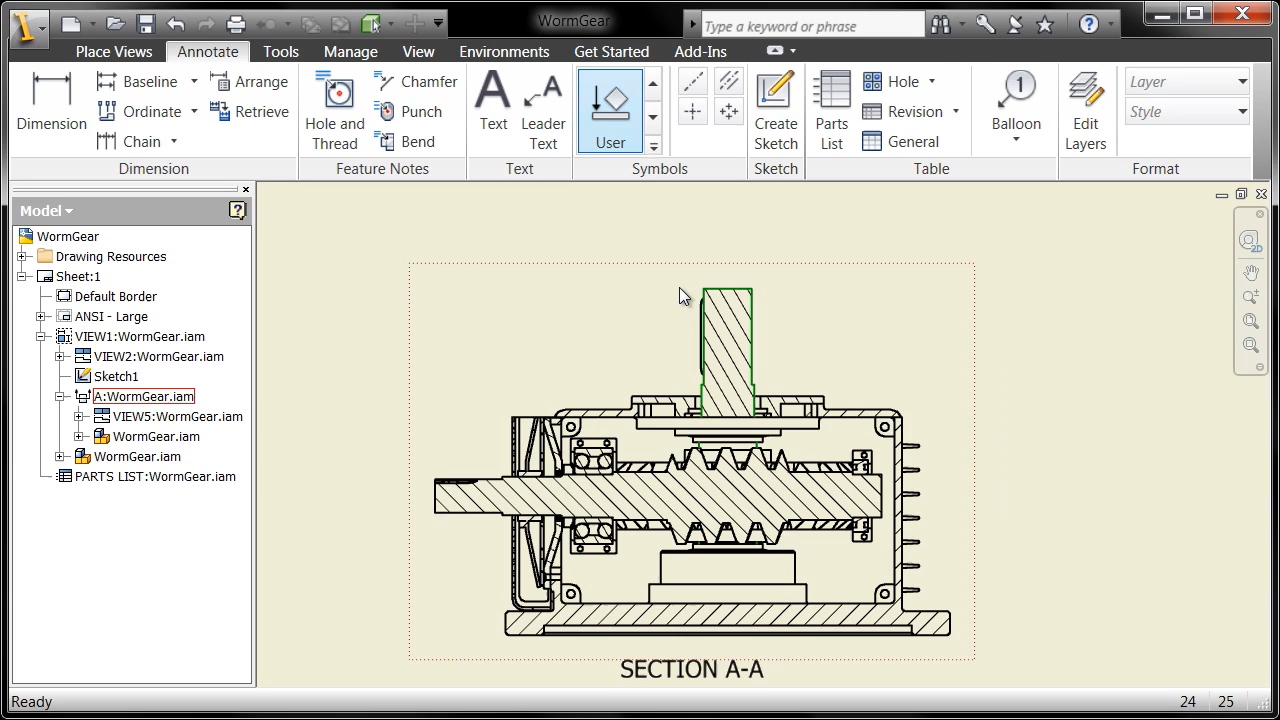 WormGear
Type a keyword or phrase
Place Views
Annotate
Tools
Manage
View
Environments
Get Started
Add-Ins
Dimension
Baseline
Ordinate
Chain
Arrange
Retrieve
Dimension
Hole and
Thread
Chamfer
Punch
Bend
Feature Notes
Text
Leader
Text
Text
User
Symbols
Create
Sketch
Sketch
Parts
List
Hole
Revision
General
Table
1
Balloon
Edit
Layers
Layer
Style
Format
Model
WormGear
Drawing Resources
Sheet:1
Default Border
ANSI - Large
VIEW1:WormGear.iam
VIEW2:WormGear.iam
Sketch1
A:WormGear.iam
VIEW5:WormGear.iam
WormGear.iam
WormGear.iam
PARTS LIST:WormGear.iam
2D
SECTION A-A
Ready
24
25